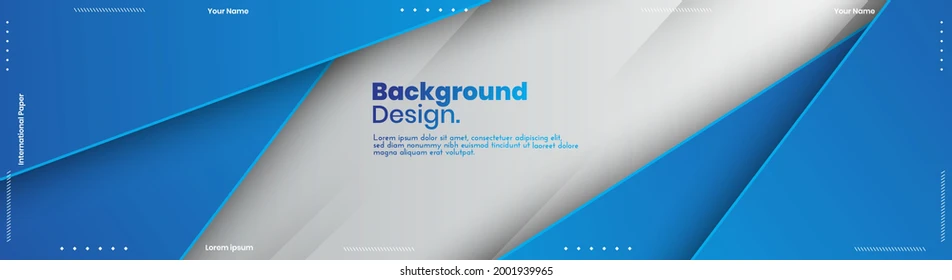 Your Name
Your Name
International Paper
Background
Design.
Lorem ipsum dolor sit amet, consectetuer adipiscing elit,
sed diam nonummy nibh euismod tincidunt ut laoreet dolore
magna aliquam erat volutpat.
Lorem ipsum
shutterstock.com · 2001939965